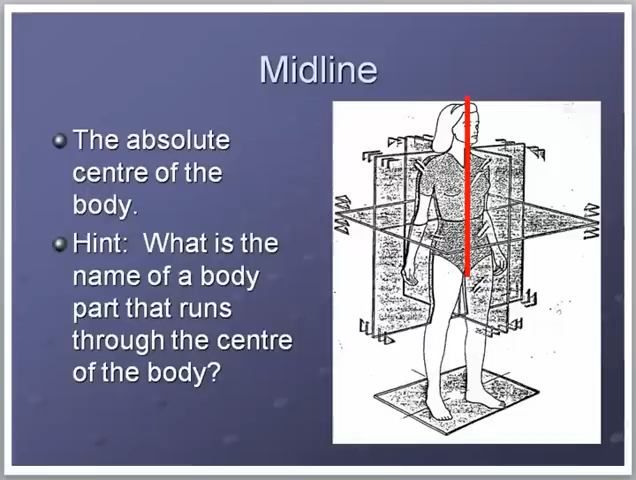 Midline
The absolute
centre of the
body.
Hint: What is the
name of a body
part that runs
through the centre
of the body?